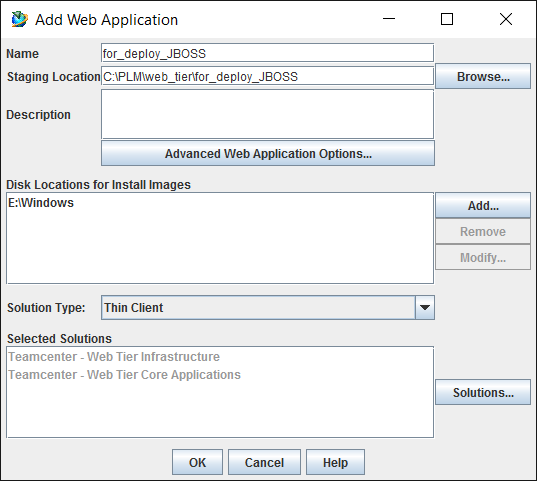 Add Web Application
Name for_deploy_JBOSS
Staging Location C:\PLM\web_tier\for_deploy_JBOSS Browse...
Description
Advanced Web Application Options...
Disk Locations for Install Images
E:\Windows Add...
Remove
Modify...
Solution Type: Thin Client
Selected Solutions
Teamcenter - Web Tier Infrastructure
Teamcenter - Web Tier Core Applications
Solutions...
OK Cancel Help